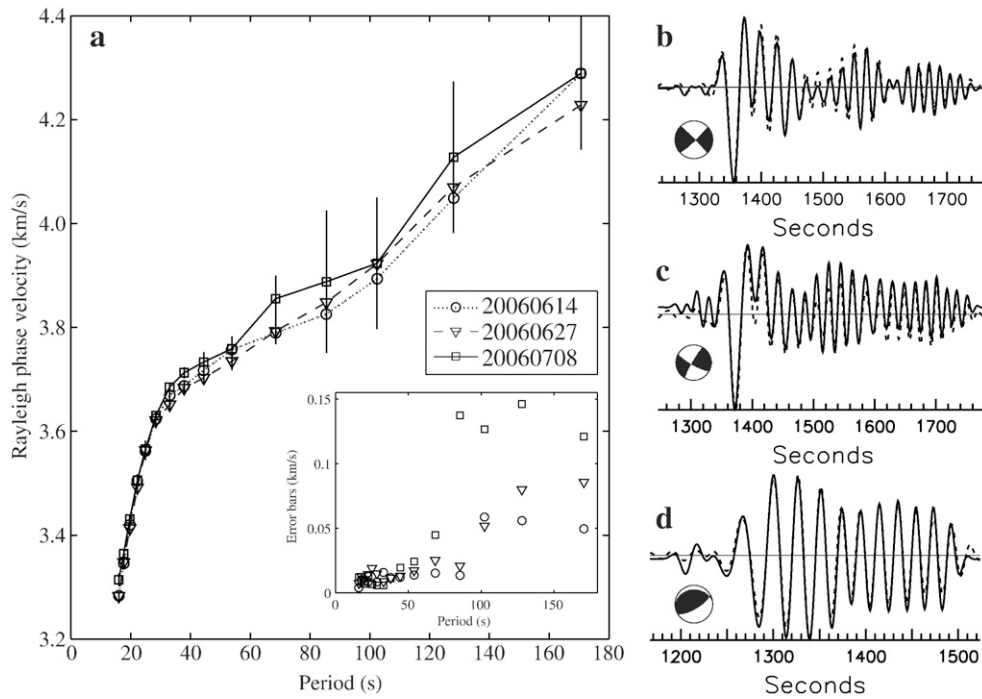 a
4.4
4.2
4.0
3.8
3.6
3.4
3.2
Rayleigh phase velocity (km/s)
0 20 40 60 80 100 120 140 160 180
Period (s)
20060614
20060627
20060708
0.15
0.1
0.05
0
Error bars (km/s)
0 50 100 150
Period (s)
b
1300 1400 1500 1600 1700
Seconds
c
1300 1400 1500 1600 1700
Seconds
d
1200 1300 1400 1500
Seconds